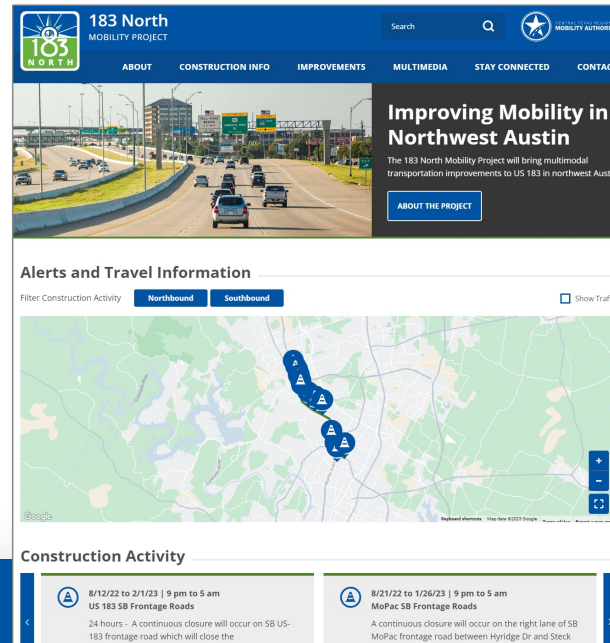 183 North
MOBILITY PROJECT
183
NORTH
Search
CENTRAL TEXAS REGIO
MOBILITY AUTHORI
ABOUT CONSTRUCTION INFO IMPROVEMENTS MULTIMEDIA STAY CONNECTED CONTAC
Improving Mobility in
Northwest Austin
The 183 North Mobility Project will bring multimodal
transportation improvements to US 183 in northwest Aust
ABOUT THE PROJECT
Alerts and Travel Information
Filter Construction Activity Northbound Southbound Show Traf
Google
Keyboard shortcuts Map data ©2023 Google Terms of Use
Construction Activity
8/12/22 to 2/1/23 | 9 pm to 5 am
US 183 SB Frontage Roads
24 hours - A continuous closure will occur on SB US-
183 frontage road which will close the
8/21/22 to 1/26/23 | 9 pm to 5 am
MoPac SB Frontage Roads
A continuous closure will occur on the right lane of SB
MoPac frontage road between Hyridge Dr and Steck